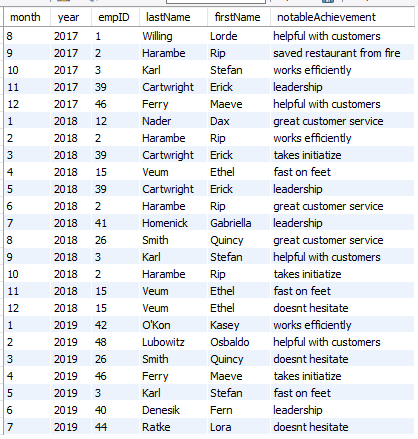 month year empID lastName firstName notableAchievement
8 2017 1 Willing Lorde helpful with customers
9 2017 2 Harambe Rip saved restaurant from fire
10 2017 3 Karl Stefan works efficiently
11 2017 39 Cartwright Erick leadership
12 2017 46 Ferry Maeve helpful with customers
1 2018 12 Nader Dax great customer service
2 2018 2 Harambe Rip works efficiently
3 2018 39 Cartwright Erick takes initiatize
4 2018 15 Veum Ethel fast on feet
5 2018 39 Cartwright Erick leadership
6 2018 2 Harambe Rip great customer service
7 2018 41 Homenick Gabriella leadership
8 2018 26 Smith Quincy great customer service
9 2018 3 Karl Stefan helpful with customers
10 2018 2 Harambe Rip takes initiatize
11 2018 15 Veum Ethel fast on feet
12 2018 15 Veum Ethel doesnt hesitate
1 2019 42 O'Kon Kasey works efficiently
2 2019 48 Lubowitz Osbaldo helpful with customers
3 2019 26 Smith Quincy doesnt hesitate
4 2019 46 Ferry Maeve takes initiatize
5 2019 3 Karl Stefan fast on feet
6 2019 40 Denesik Fern leadership
7 2019 44 Ratke Lora doesnt hesitate